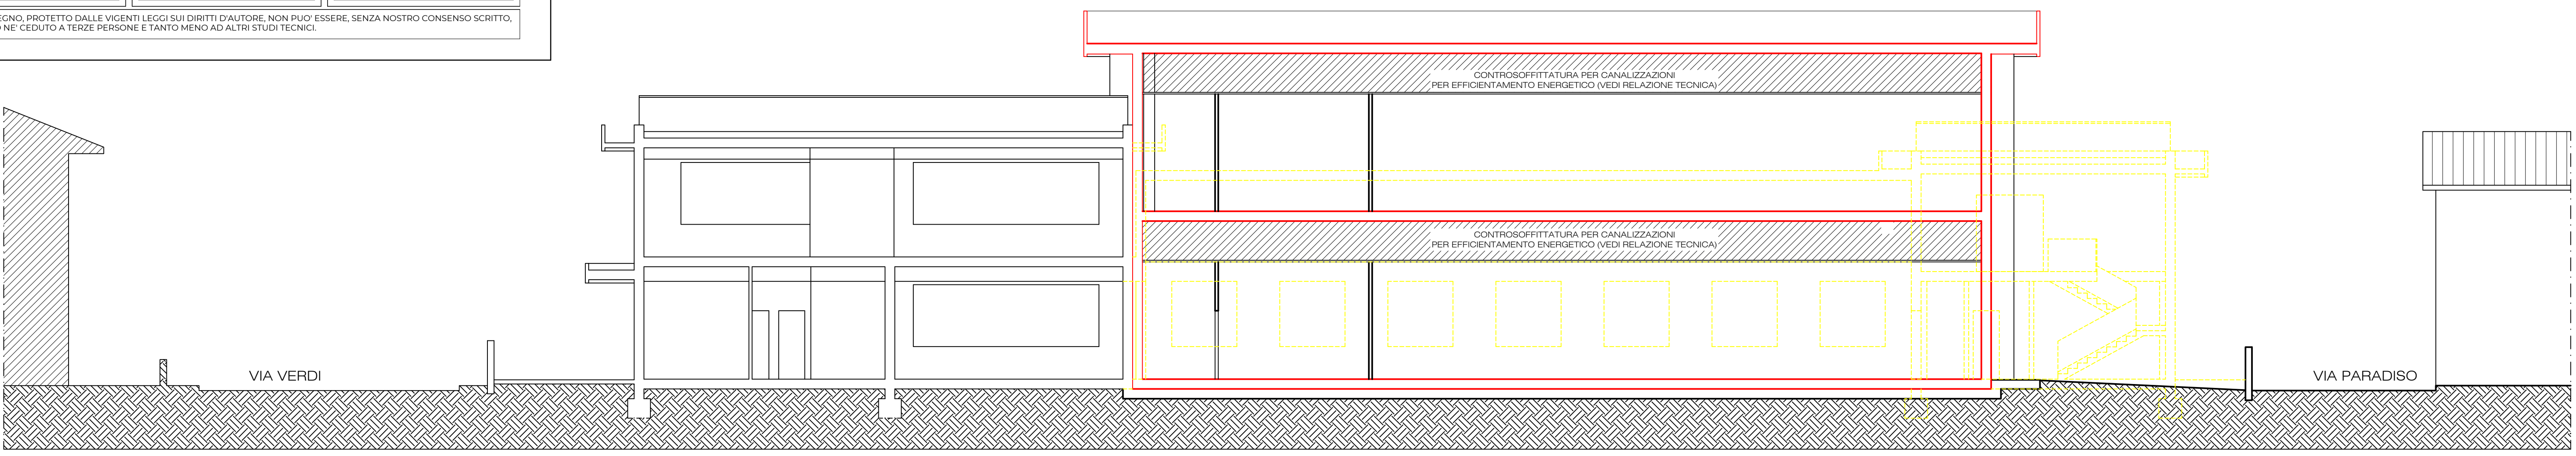 EGNO, PROTETTO DALLE VIGENTI LEGGI SUI DIRITTI D'AUTORE, NON PUO' ESSERE, SENZA NOSTRO CONSENSO SCRITTO,
NE' CEDUTO A TERZE PERSONE E TANTO MENO AD ALTRI STUDI TECNICI.
CONTROSOFFITTATURA PER CANALIZZAZIONI
PER EFFICIENTAMENTO ENERGETICO (VEDI RELAZIONE TECNICA)
CONTROSOFFITTATURA PER CANALIZZAZIONI
PER EFFICIENTAMENTO ENERGETICO (VEDI RELAZIONE TECNICA)
VIA VERDI
VIA PARADISO